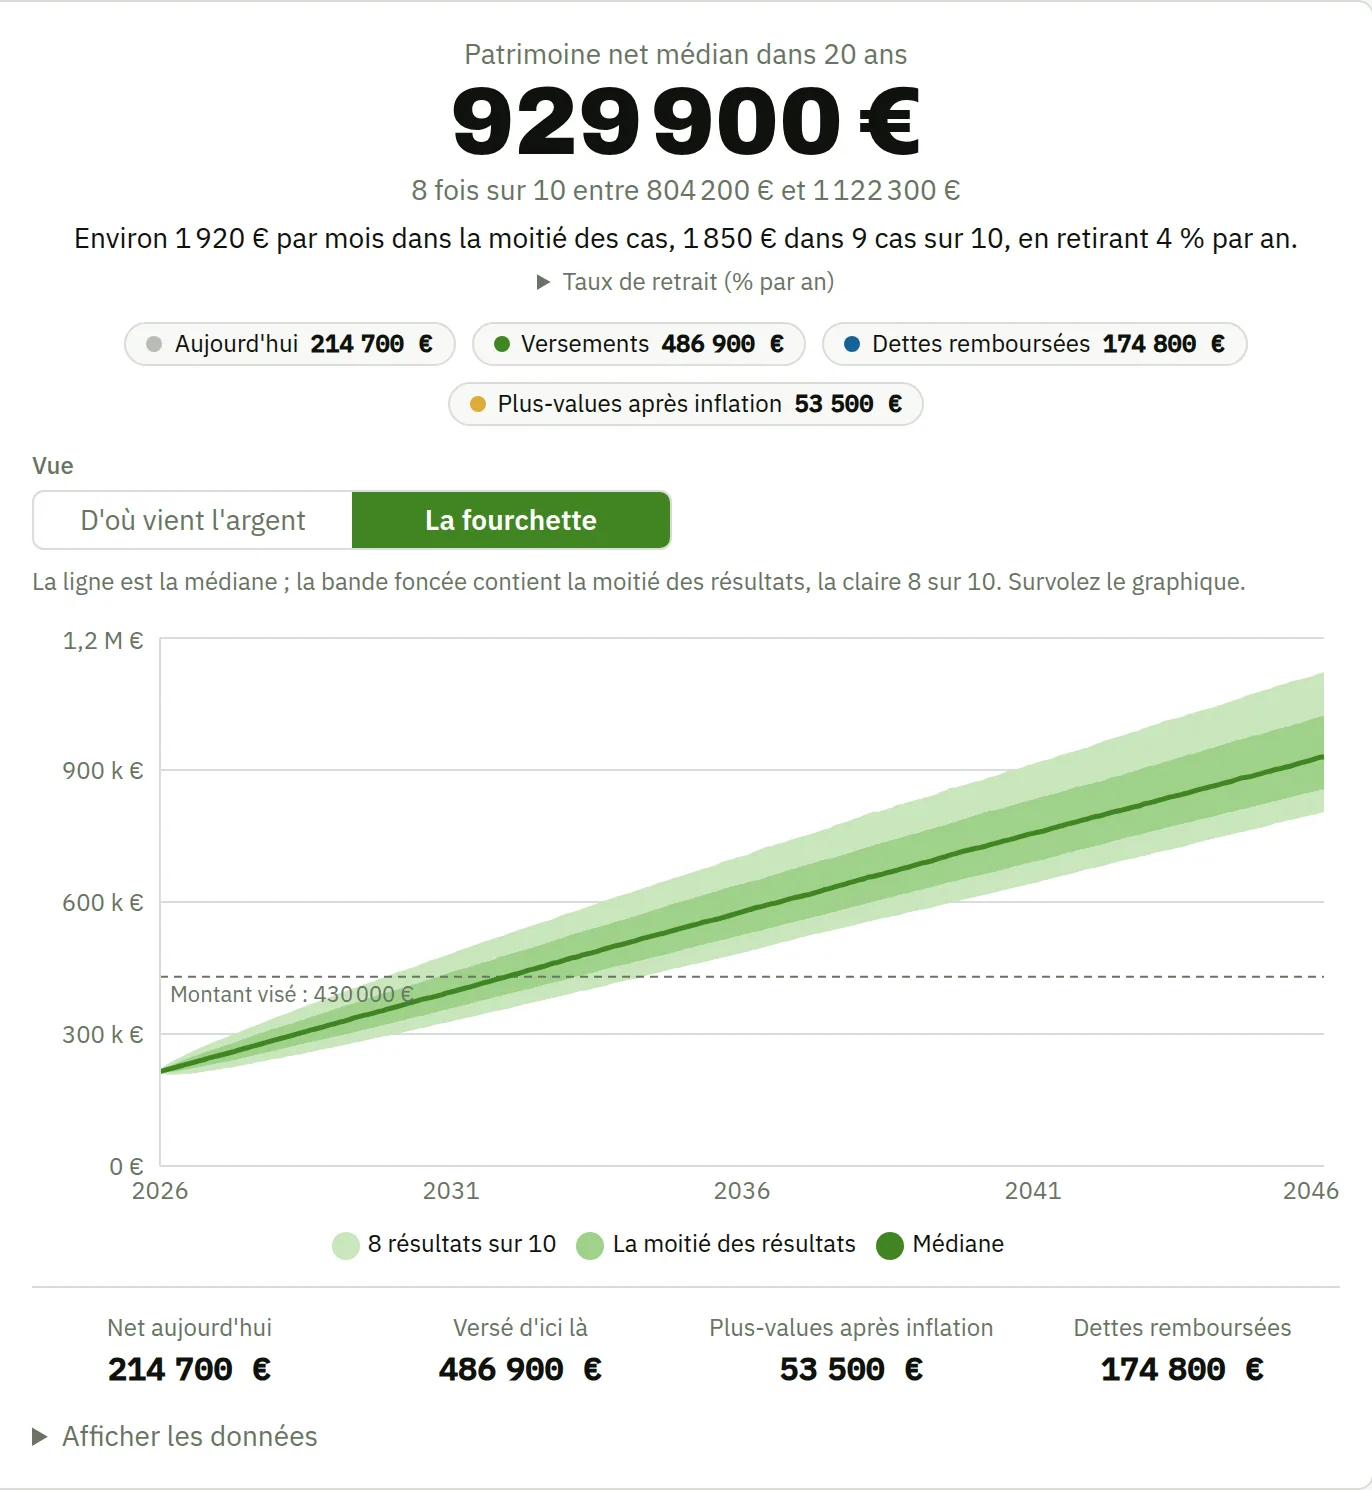 Patrimoine net médian dans 20 ans
929 900 €
8 fois sur 10 entre 804 200 € et 1 122 300 €
Environ 1 920 € par mois dans la moitié des cas, 1 850 € dans 9 cas sur 10, en retirant 4 % par an.
▶ Taux de retrait (% par an)
Aujourd'hui 214 700 €
Versements 486 900 €
Dettes remboursées 174 800 €
Plus-values après inflation 53 500 €
Vue
D'où vient l'argent
La fourchette
La ligne est la médiane ; la bande foncée contient la moitié des résultats, la claire 8 sur 10. Survolez le graphique.
1,2 M €
900 k €
600 k €
Montant visé : 430 000 €
300 k €
0 €
2026 2031 2036 2041 2046
8 résultats sur 10 La moitié des résultats Médiane
Net aujourd'hui
214 700 €
Versé d'ici là
486 900 €
Plus-values après inflation
53 500 €
Dettes remboursées
174 800 €
▶ Afficher les données